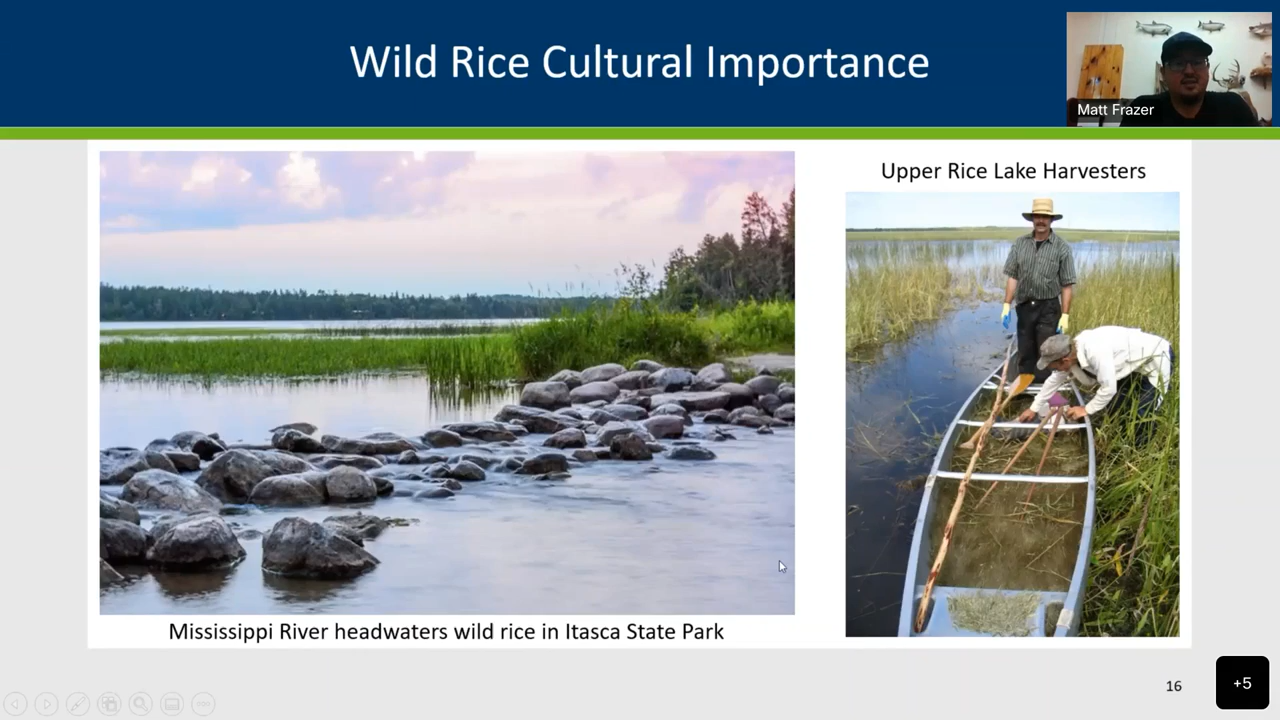 Wild Rice Cultural Importance
Matt Frazer
Upper Rice Lake Harvesters
Mississippi River headwaters wild rice in Itasca State Park
16
+5